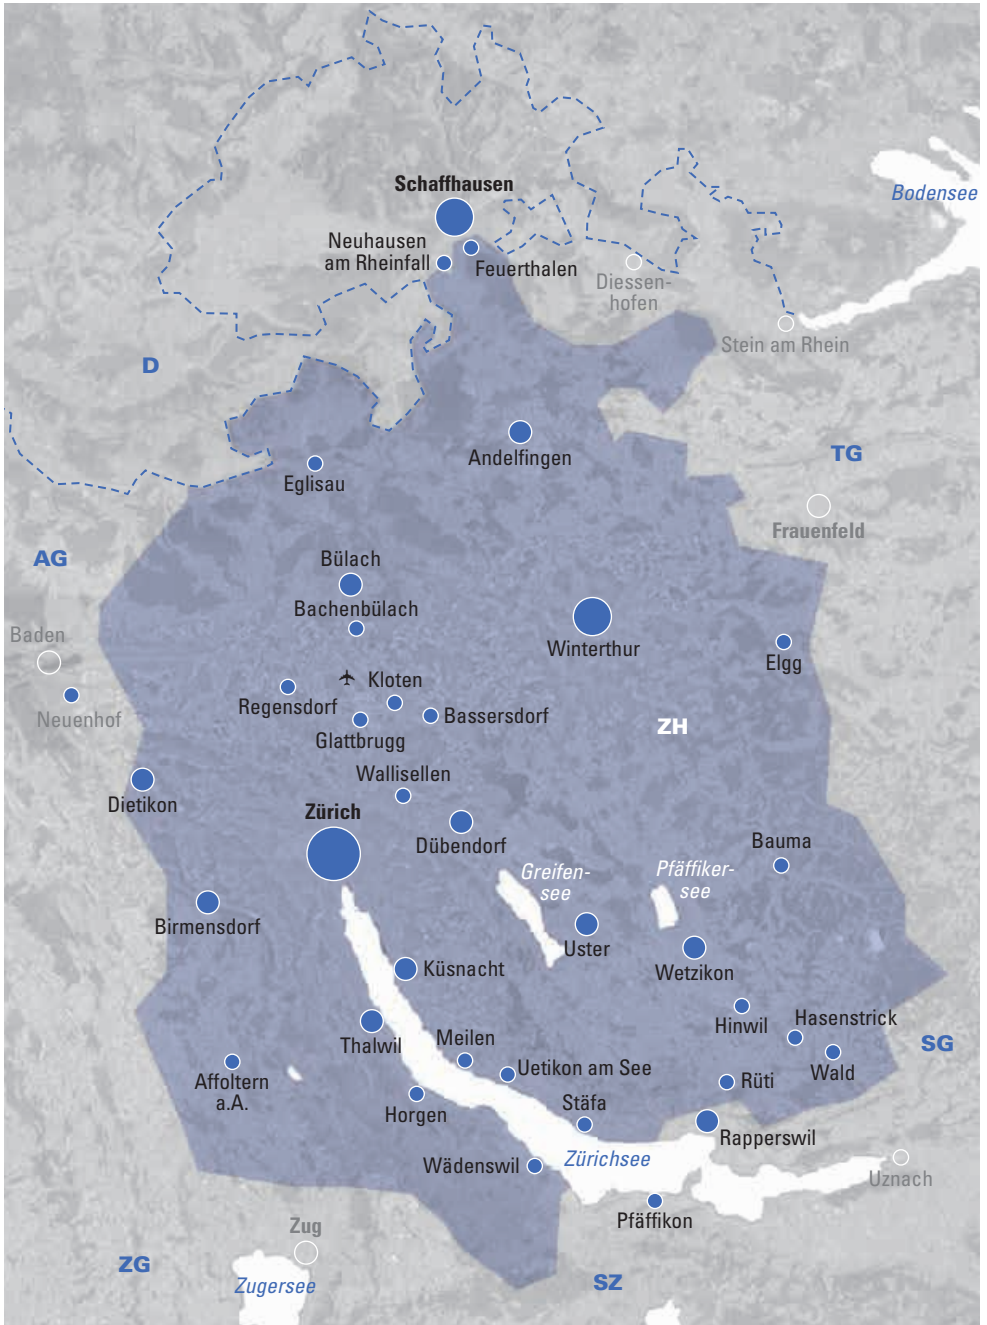 Schaffhausen
Bodensee
Neuhausen
am Rheinfall
Feuerthalen
Diessen-
hofen
Stein am Rhein
D
Andelfingen
TG
Eglisau
Frauenfeld
AG
Bülach
Bachenbülach
Baden
Winterthur
Elgg
Kloten
Regensdorf
Neuenhof
Bassersdorf
ZH
Glattbrugg
Wallisellen
Dietikon
Zürich
Dübendorf
Bauma
Greifen-
see
Pfäffiker-
see
Birmensdorf
Uster
Küsnacht
Wetzikon
Hinwil
Hasenstrick
Thalwil
Meilen
SG
Uetikon am See
Wald
Affoltern
a.A.
Rüti
Horgen
Stäfa
Rapperswil
Wädenswil
Zürichsee
Uznach
Pfäffikon
Zug
ZG
Zugersee
SZ